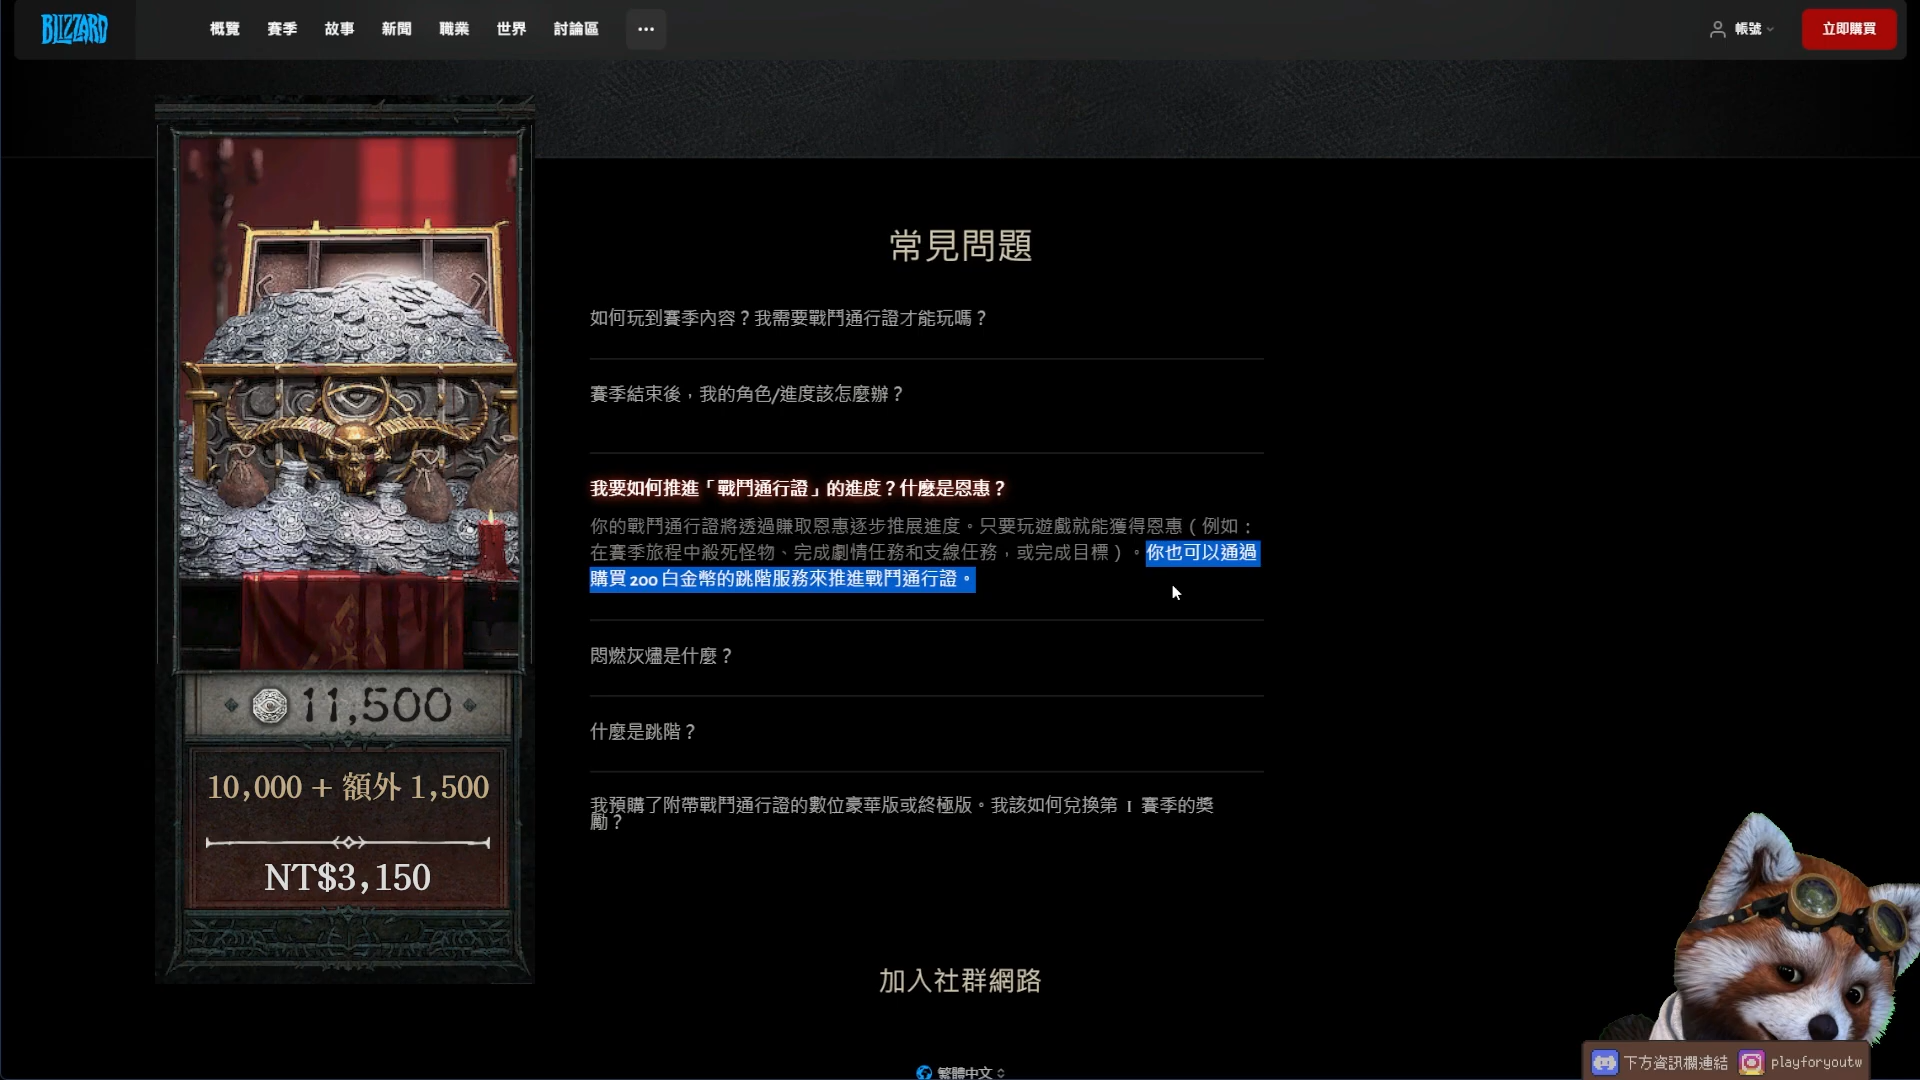 BLIZZARD
概覽
賽季
故事
新聞
職業
世界
討論區
...
帳號
立即購買
11,500
10,000 + 額外 1,500
NT$3,150
常見問題
如何玩到賽季內容？我需要戰鬥通行證才能玩嗎？
賽季結束後，我的角色/進度該怎麼辦？
我要如何推進「戰鬥通行證」的進度？什麼是恩惠？
你的戰鬥通行證將透過賺取恩惠逐步推展進度。只要玩遊戲就能獲得恩惠（例如：
在賽季旅程中殺死怪物、完成劇情任務和支線任務，或完成目標）。你也可以通過
購買 200 白金幣的跳階服務來推進戰鬥通行證。
悶燃灰燼是什麼？
什麼是跳階？
我預購了附帶戰鬥通行證的數位豪華版或終極版。我該如何兌換第 I 賽季的獎
勵？
加入社群網路
繁體中文
下方資訊欄連結
playforyoutw